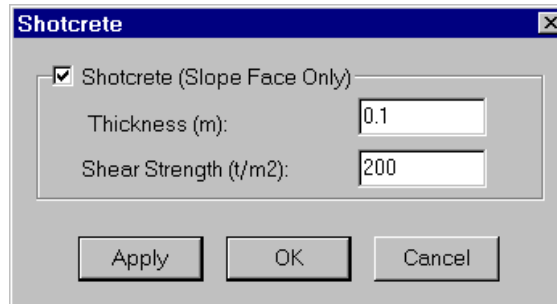 Shotcrete
Shotcrete (Slope Face Only)
Thickness (m): 0.1
Shear Strength (t/m2): 200
Apply OK Cancel